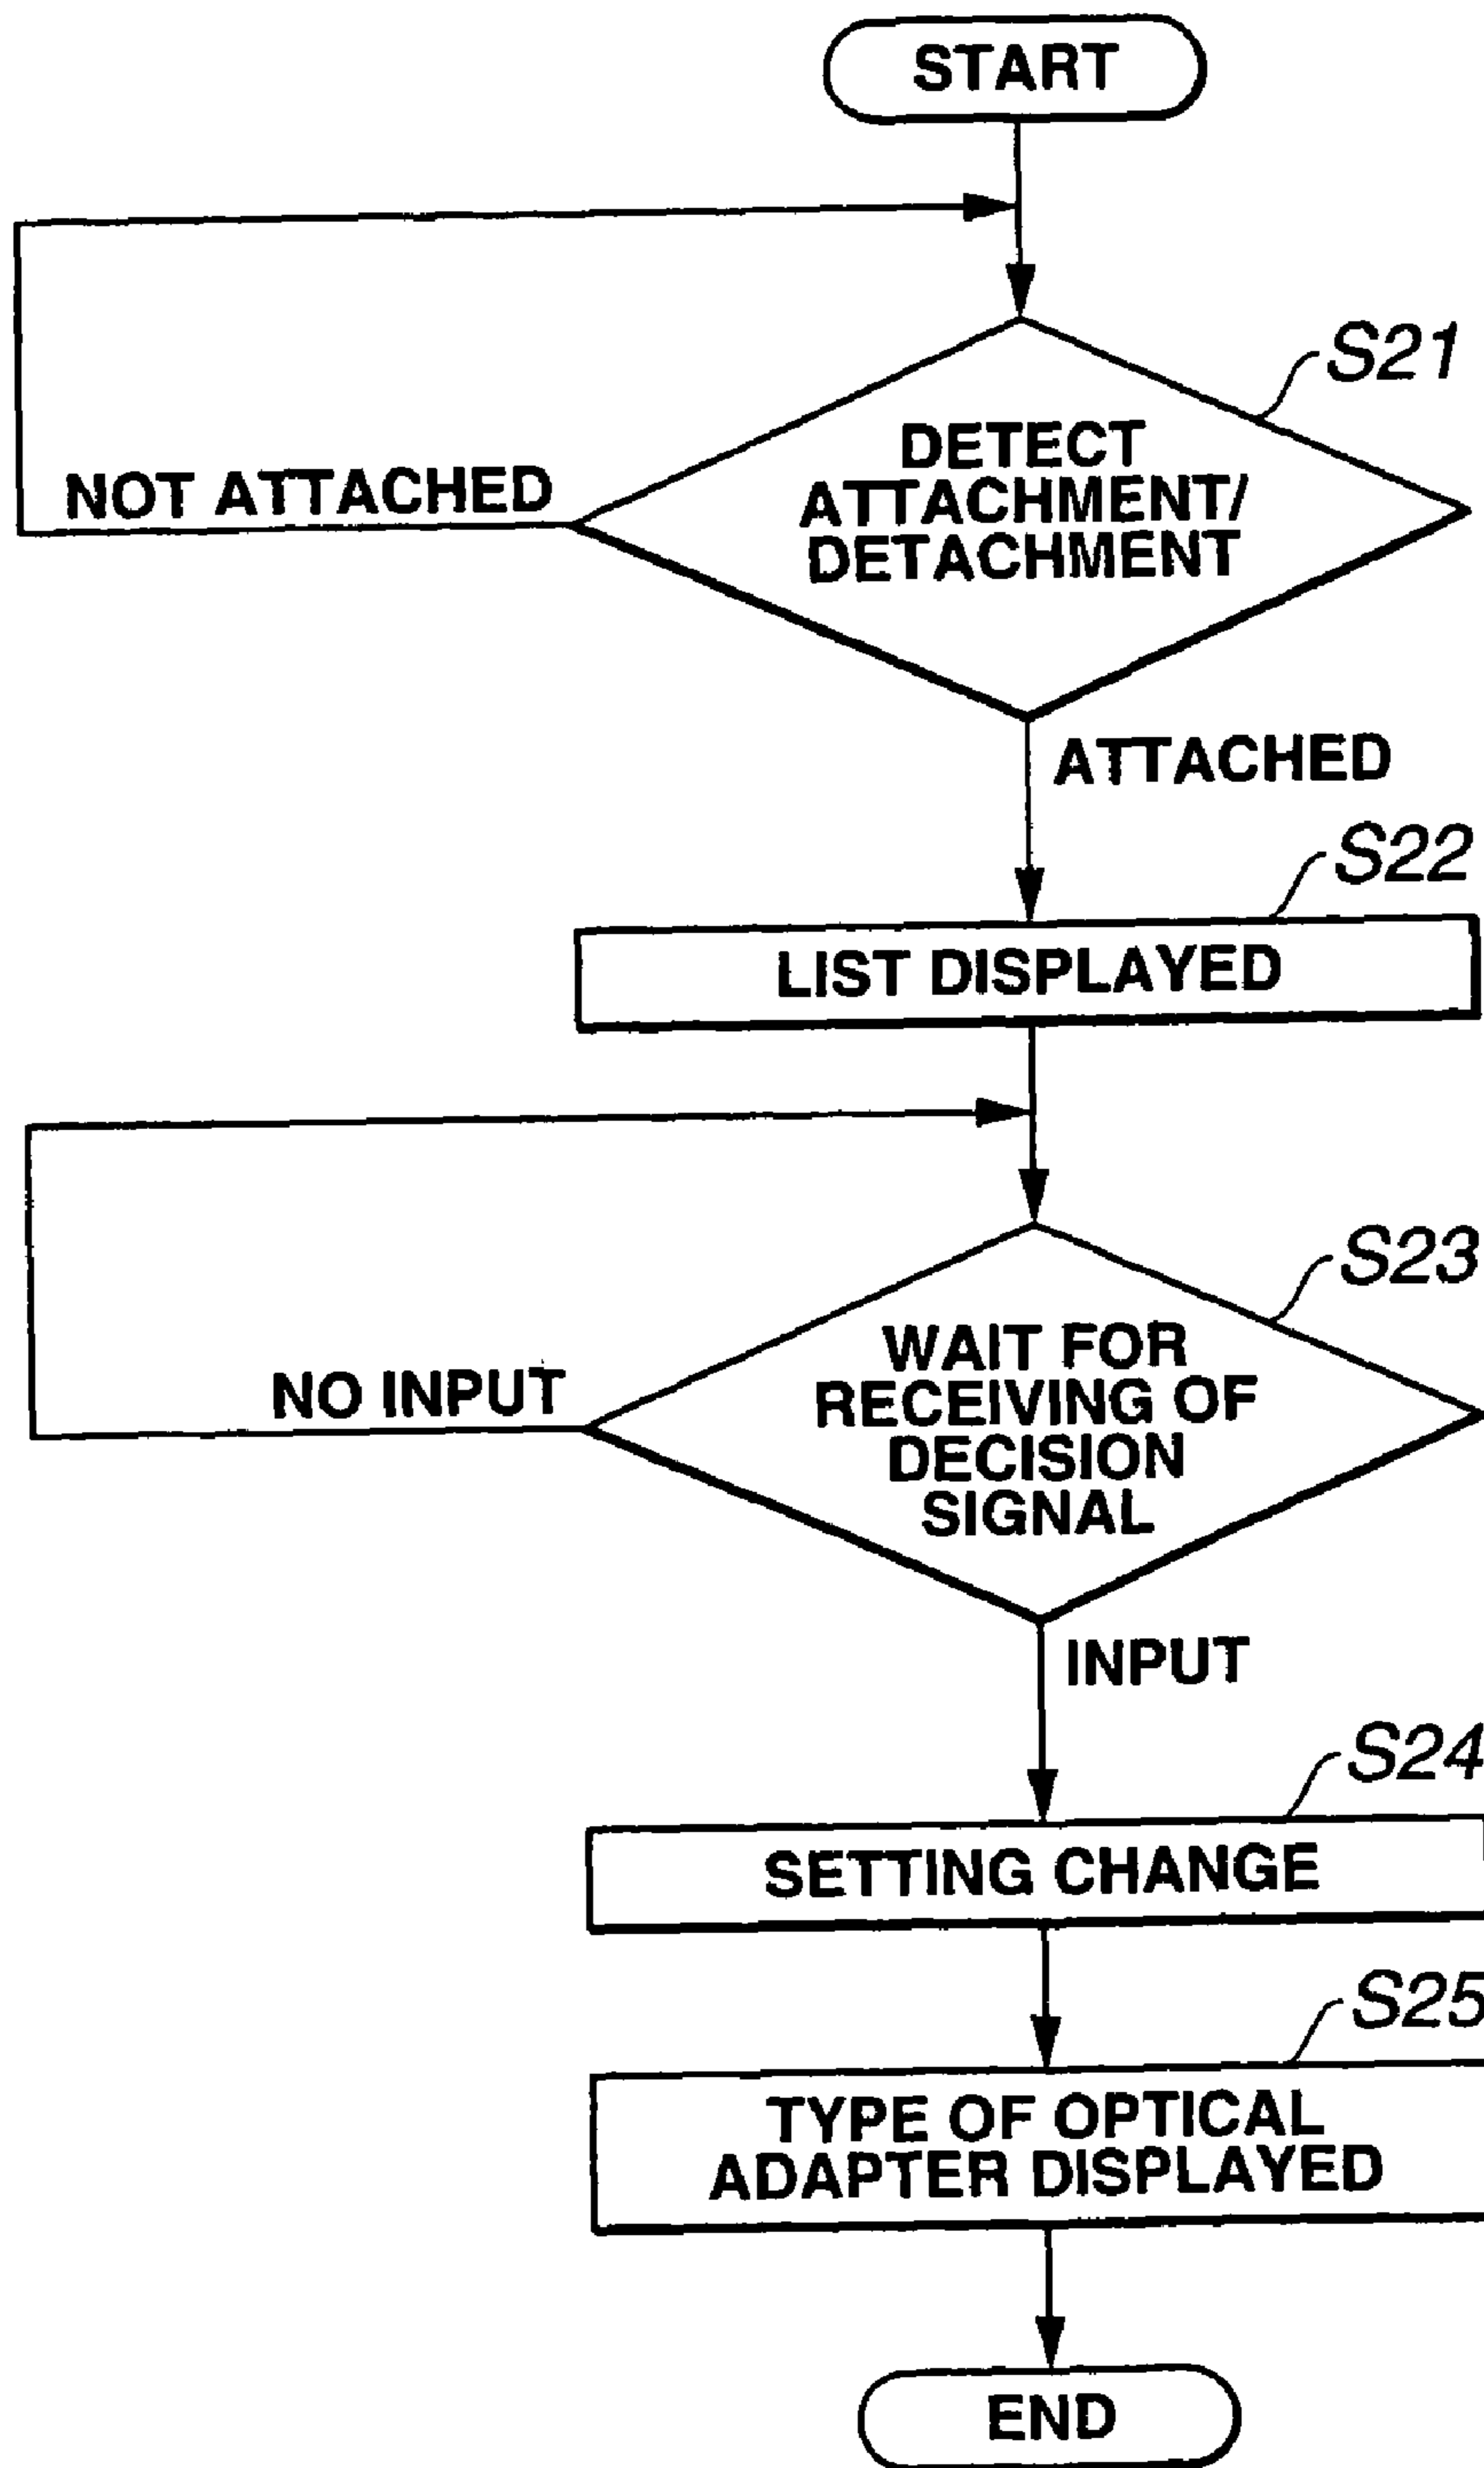 START
S21
DETECT
ATTACHMENT/
DETACHMENT
NOT ATTACHED
ATTACHED
S22
LIST DISPLAYED
S23
WAIT FOR
RECEIVING OF
DECISION
SIGNAL
NO INPUT
INPUT
S24
SETTING CHANGE
S25
TYPE OF OPTICAL
ADAPTER DISPLAYED
END